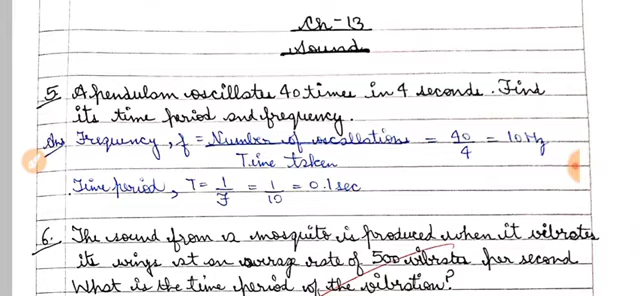 Ch-13
Sound
5. A pendulum oscillates 40 times in 4 seconds. Find
its time period and frequency.
Ans Frequency, f = Number of oscallations / Time taken = 40/4 = 10 Hz
Time period, T = 1/F = 1/10 = 0.1 sec
6. The sound from a mosquito is produced when it vibrates
its wings at an average rate of 500 vibrates per second
What is the time period of the vibration?